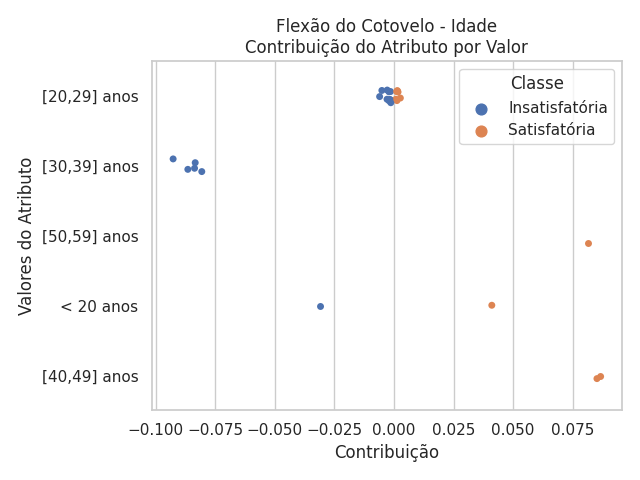 Flexão do Cotovelo - Idade
Contribuição do Atributo por Valor
Classe
Insatisfatória
Satisfatória
Valores do Atributo
[20,29] anos
[30,39] anos
[50,59] anos
< 20 anos
[40,49] anos
−0.100 −0.075 −0.050 −0.025 0.000 0.025 0.050 0.075
Contribuição